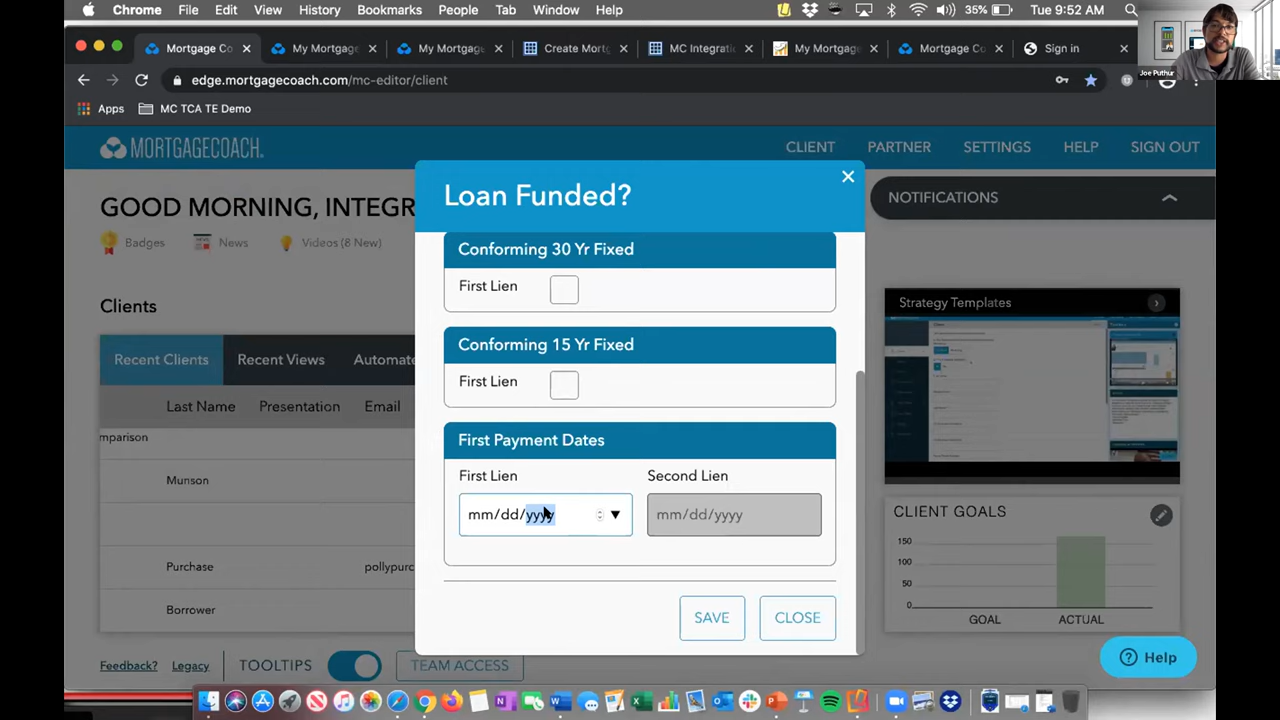 Chrome File Edit View History Bookmarks People Tab Window Help 35% Tue 9:52 AM
Mortgage Co My Mortgage My Mortgage Create Mort MC Integrati My Mortgag Mortgage Co Sign in
edge.mortgagecoach.com/mc-editor/client
Apps MC TCA TE Demo
Joe Puthur
MORTGAGECOACH. CLIENT PARTNER SETTINGS HELP SIGN OUT
GOOD MORNING, INTEGR
Badges News Videos (8 New)
NOTIFICATIONS
Clients
Recent Clients Recent Views Automate
Last Name Presentation Email
mparison
Munson
Purchase pollypurc
Borrower
Feedback? Legacy TOOLTIPS TEAM ACCESS
Loan Funded?
Conforming 30 Yr Fixed
First Lien
Conforming 15 Yr Fixed
First Lien
First Payment Dates
First Lien Second Lien
mm/dd/yyyy mm/dd/yyyy
SAVE CLOSE
Strategy Templates
CLIENT GOALS
150
100
50
0
GOAL ACTUAL
Help